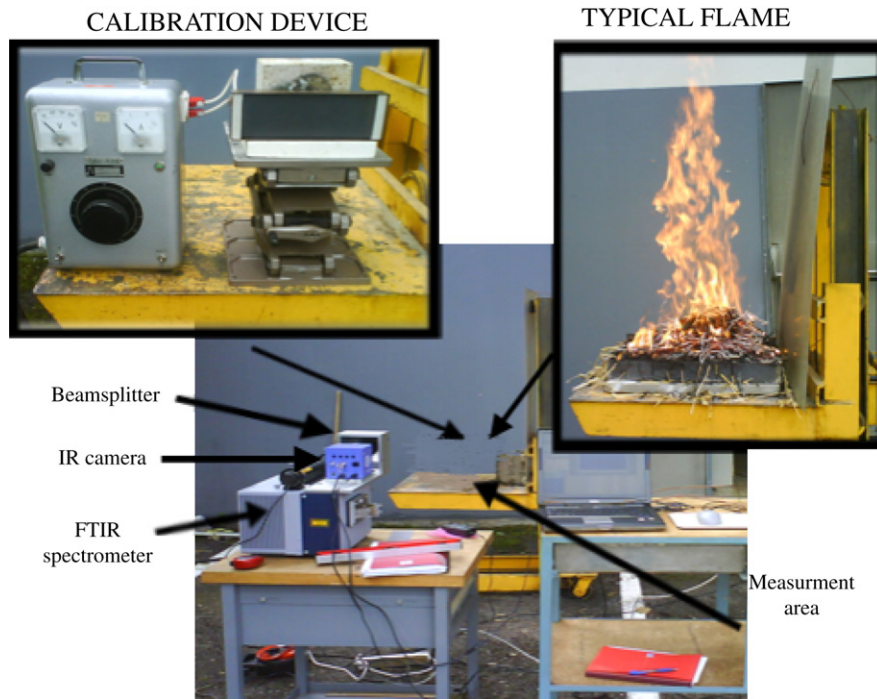 CALIBRATION DEVICE
TYPICAL FLAME
Beamsplitter
IR camera
FTIR
spectrometer
Measurment
area